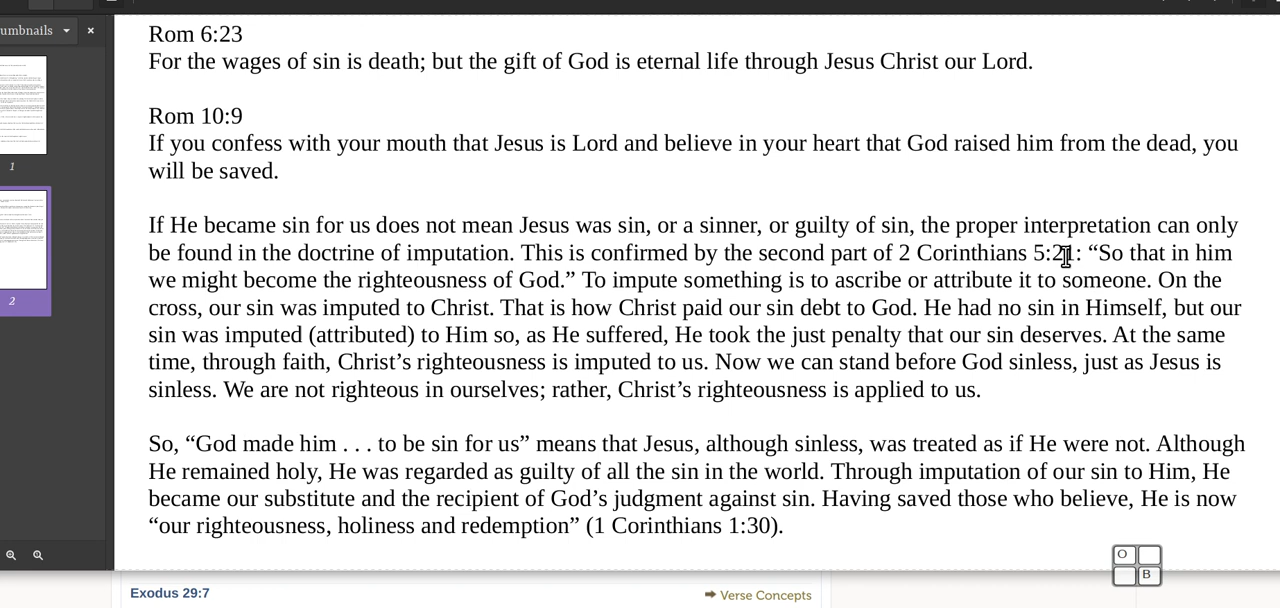 umbnails
Rom 6:23
For the wages of sin is death; but the gift of God is eternal life through Jesus Christ our Lord.
Rom 10:9
If you confess with your mouth that Jesus is Lord and believe in your heart that God raised him from the dead, you
will be saved.
If He became sin for us does not mean Jesus was sin, or a sinner, or guilty of sin, the proper interpretation can only
be found in the doctrine of imputation. This is confirmed by the second part of 2 Corinthians 5:21: “So that in him
we might become the righteousness of God.” To impute something is to ascribe or attribute it to someone. On the
cross, our sin was imputed to Christ. That is how Christ paid our sin debt to God. He had no sin in Himself, but our
sin was imputed (attributed) to Him so, as He suffered, He took the just penalty that our sin deserves. At the same
time, through faith, Christ’s righteousness is imputed to us. Now we can stand before God sinless, just as Jesus is
sinless. We are not righteous in ourselves; rather, Christ’s righteousness is applied to us.
So, “God made him . . . to be sin for us” means that Jesus, although sinless, was treated as if He were not. Although
He remained holy, He was regarded as guilty of all the sin in the world. Through imputation of our sin to Him, He
became our substitute and the recipient of God’s judgment against sin. Having saved those who believe, He is now
“our righteousness, holiness and redemption” (1 Corinthians 1:30).
1
2
O
B
Exodus 29:7
Verse Concepts